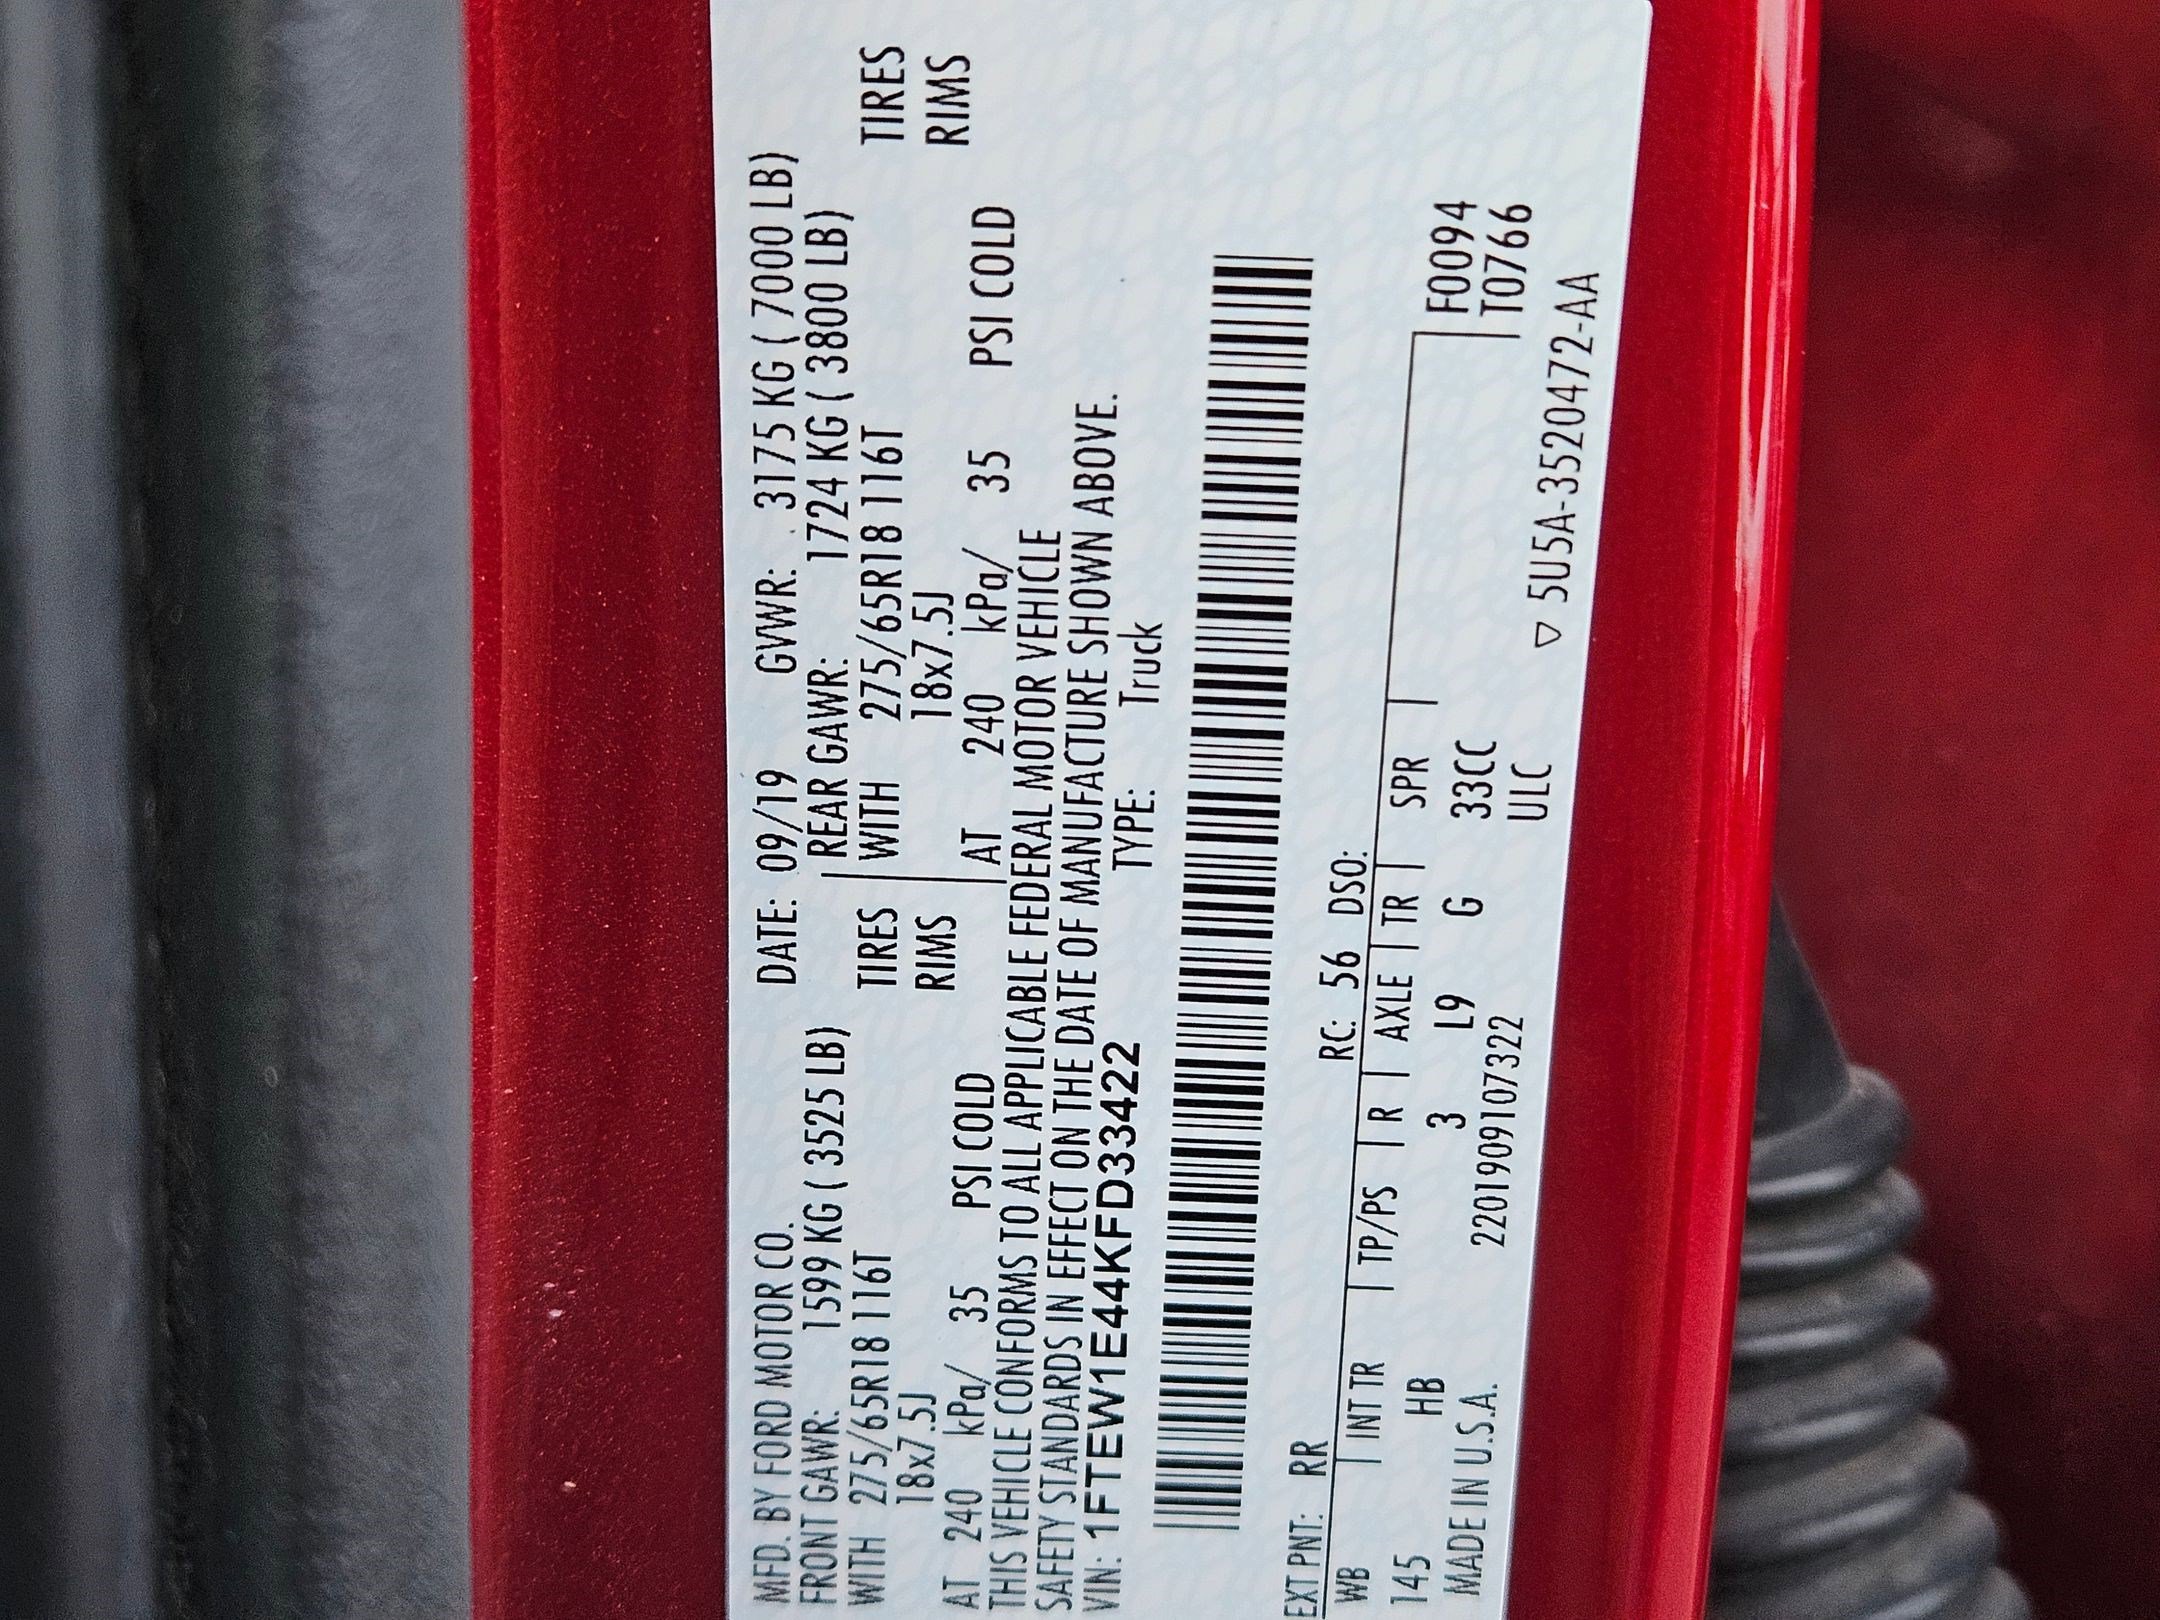 MFD. BY FORD MOTOR CO. DATE: 09/19 GVWR: 3175 KG ( 7000 LB)
FRONT GAWR: 1599 KG ( 3525 LB) REAR GAWR: 1724 KG ( 3800 LB)
WITH 275/65R18 116T TIRES WITH 275/65R18 116T TIRES
18x7.5J RIMS 18x7.5J RIMS
AT 240 kPa/ 35 PSI COLD AT 240 kPa/ 35 PSI COLD
THIS VEHICLE CONFORMS TO ALL APPLICABLE FEDERAL MOTOR VEHICLE
SAFETY STANDARDS IN EFFECT ON THE DATE OF MANUFACTURE SHOWN ABOVE.
VIN: 1FTEW1E44KFD33422 TYPE: Truck
EXT PNT: RR RC: 56 DSO:
WB INT TR TP/PS R AXLE TR SPR F0094
145 HB 3 L9 G 33CC T0766
MADE IN U.S.A. 220190910732​2 ULC
▽ 5U5A-3520472-AA